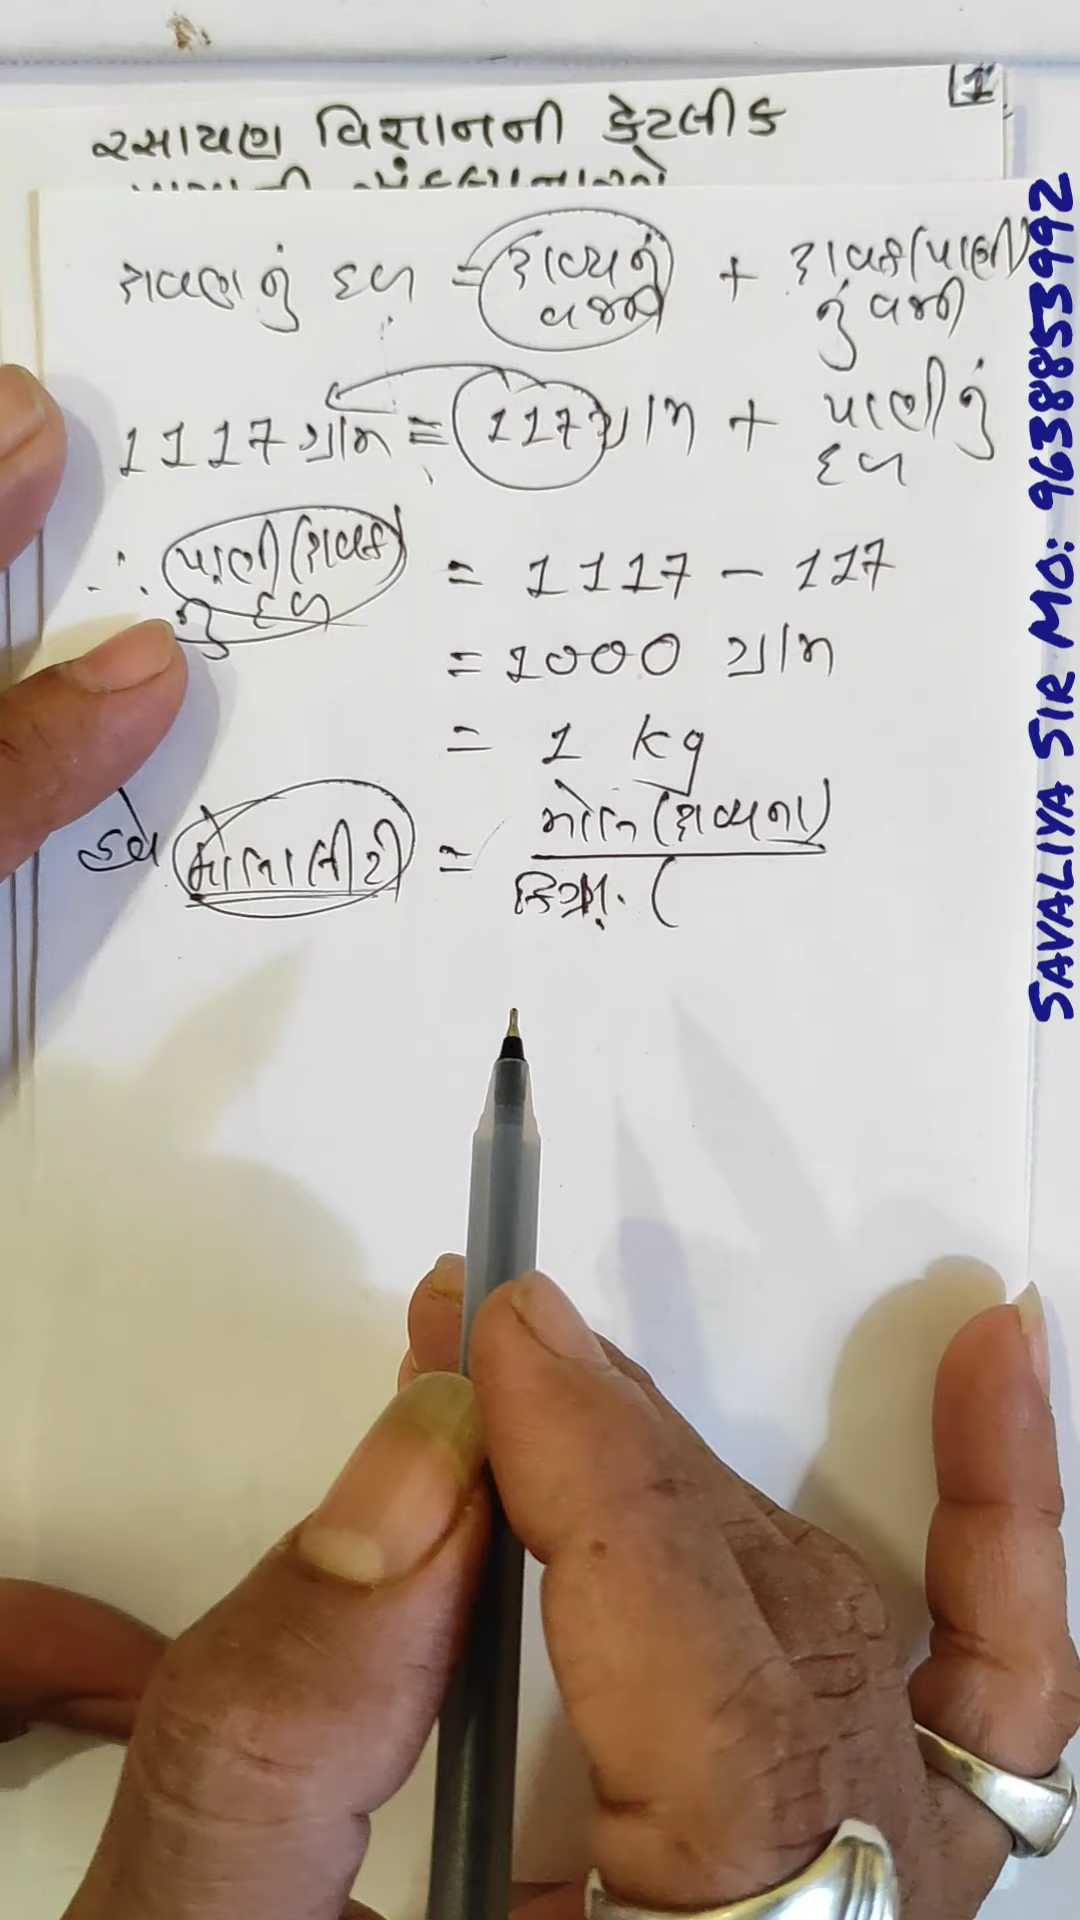 1
રસાયણ વિજ્ઞાનની કેટલીક
દ્રાવણનું દળ = દ્રાવ્યનું વજન + દ્રાવક(પાણી)નું વજન
1117 ગ્રામ = 117 ગ્રામ + પાણીનું દળ
∴ પાણી(દ્રાવક)નું દળ = 1117 - 117
= 1000 ગ્રામ
= 1 kg
હવે મોલાલીટી = મોલ (દ્રાવ્યના)
કિગ્રા. (
SAVALIYA SIR MO: 9638853992